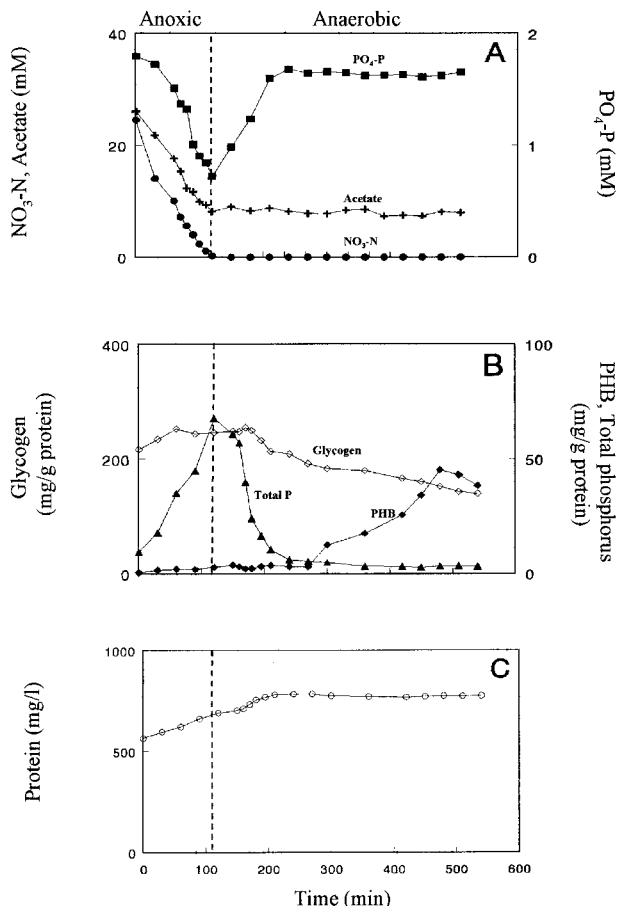 Anoxic Anaerobic
40 2
A
PO4-P
NO3-N, Acetate (mM)
PO4-P (mM)
20 1
Acetate
NO3-N
0 0
400 100
B
Glycogen
(mg/g protein)
PHB, Total phosphorus
(mg/g protein)
Glycogen
200 50
Total P
PHB
0 0
1000
C
Protein (mg/l)
500
0
0 100 200 300 400 500 600
Time (min)